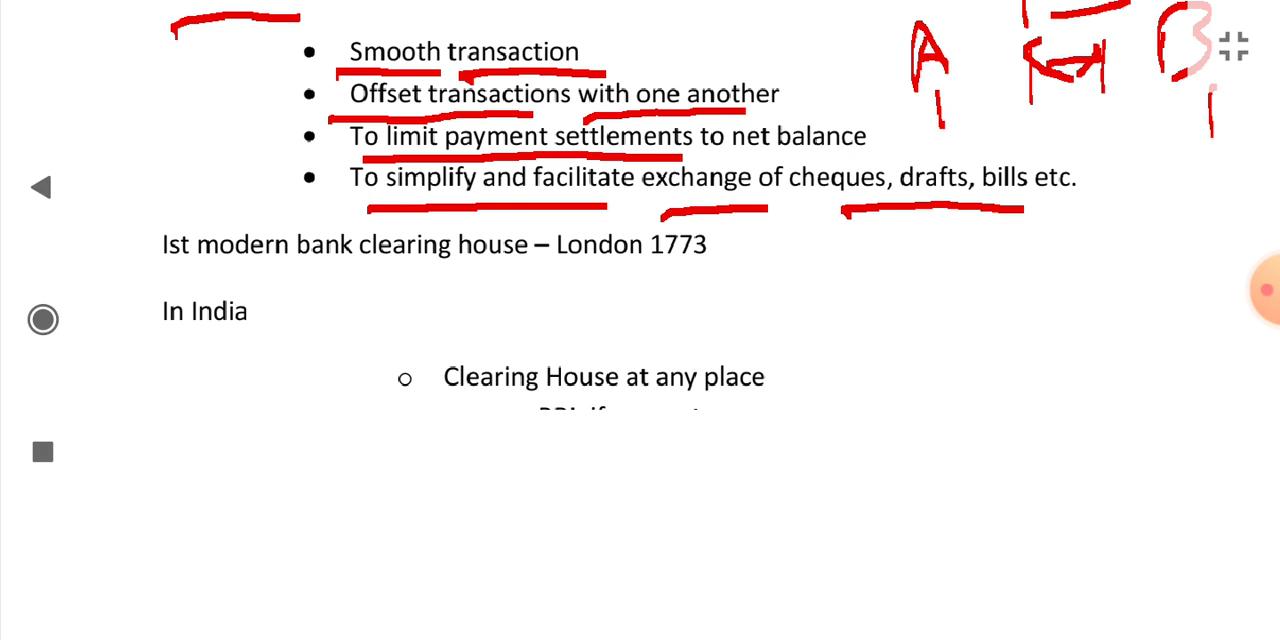 • Smooth transaction
• Offset transactions with one another
• To limit payment settlements to net balance
• To simplify and facilitate exchange of cheques, drafts, bills etc.
A B
Ist modern bank clearing house – London 1773
In India
o Clearing House at any place